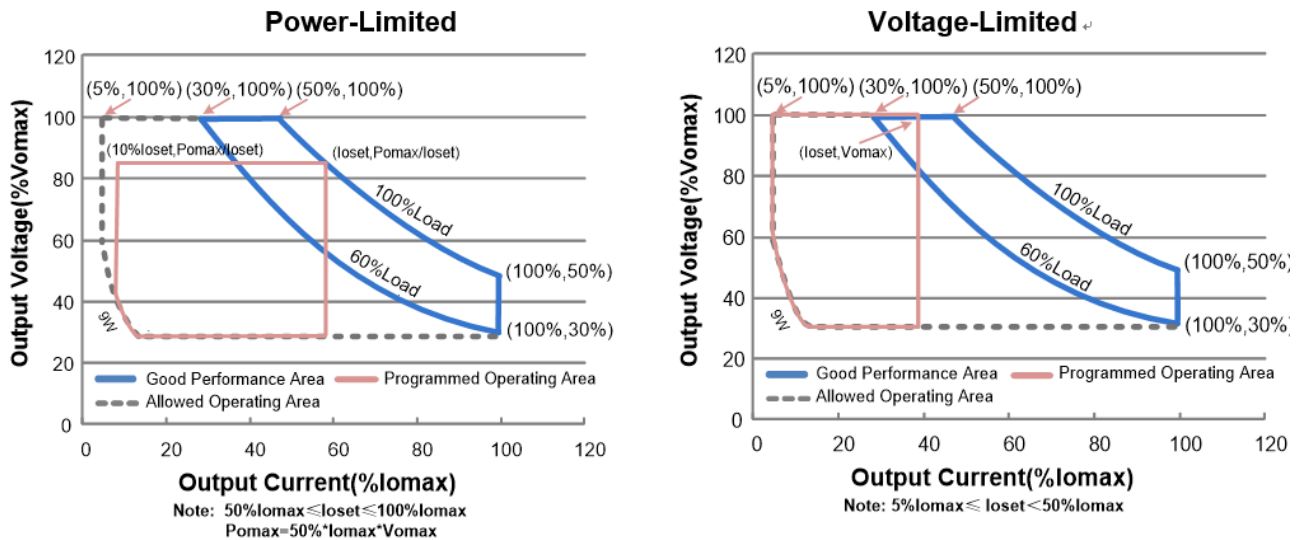 Power-Limited
120
100
80
60
40
20
0
Output Voltage(%Vomax)
(5%,100%) (30%,100%) (50%,100%)
(10%Ioset,Pomax/Ioset)
(Ioset,Pomax/Ioset)
100%Load
60%Load
(100%,50%)
(100%,30%)
9W
Good Performance Area
Programmed Operating Area
Allowed Operating Area
0 20 40 60 80 100 120
Output Current(%Iomax)
Note: 50%Iomax≤Ioset≤100%Iomax
Pomax=50%*Iomax*Vomax
Voltage-Limited ↵
120
100
80
60
40
20
0
Output Voltage(%Vomax)
(5%,100%) (30%,100%) (50%,100%)
(Ioset,Vomax)
100%Load
60%Load
(100%,50%)
(100%,30%)
9W
Good Performance Area
Programmed Operating Area
Allowed Operating Area
0 20 40 60 80 100 120
Output Current(%Iomax)
Note: 5%Iomax≤ Ioset<50%Iomax